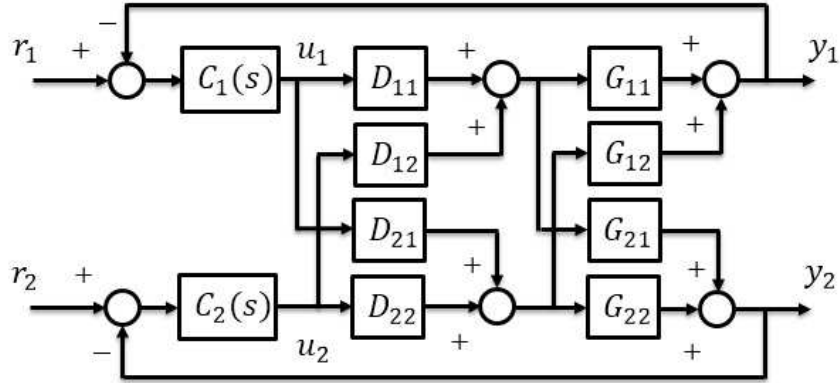 −
r₁ + C₁(s) u₁ D₁₁ + G₁₁ + y₁
+ +
D₁₂ G₁₂
D₂₁ G₂₁
+ +
r₂ + C₂(s) D₂₂ G₂₂ y₂
− u₂ + +